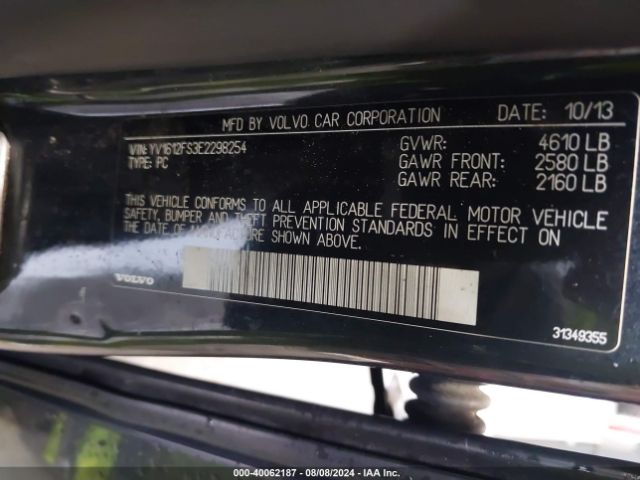 MFD BY VOLVO CAR CORPORATION DATE: 10/13
VIN: YV1612FS3E2298254 GVWR: 4610 LB
TYPE: PC GAWR FRONT: 2580 LB
GAWR REAR: 2160 LB
THIS VEHICLE CONFORMS TO ALL APPLICABLE FEDERAL MOTOR VEHICLE
SAFETY, BUMPER AND THEFT PREVENTION STANDARDS IN EFFECT ON
THE DATE OF MANUFACTURE SHOWN ABOVE.
VOLVO
31349355
000-40062187 - 08/08/2024 - IAA Inc.